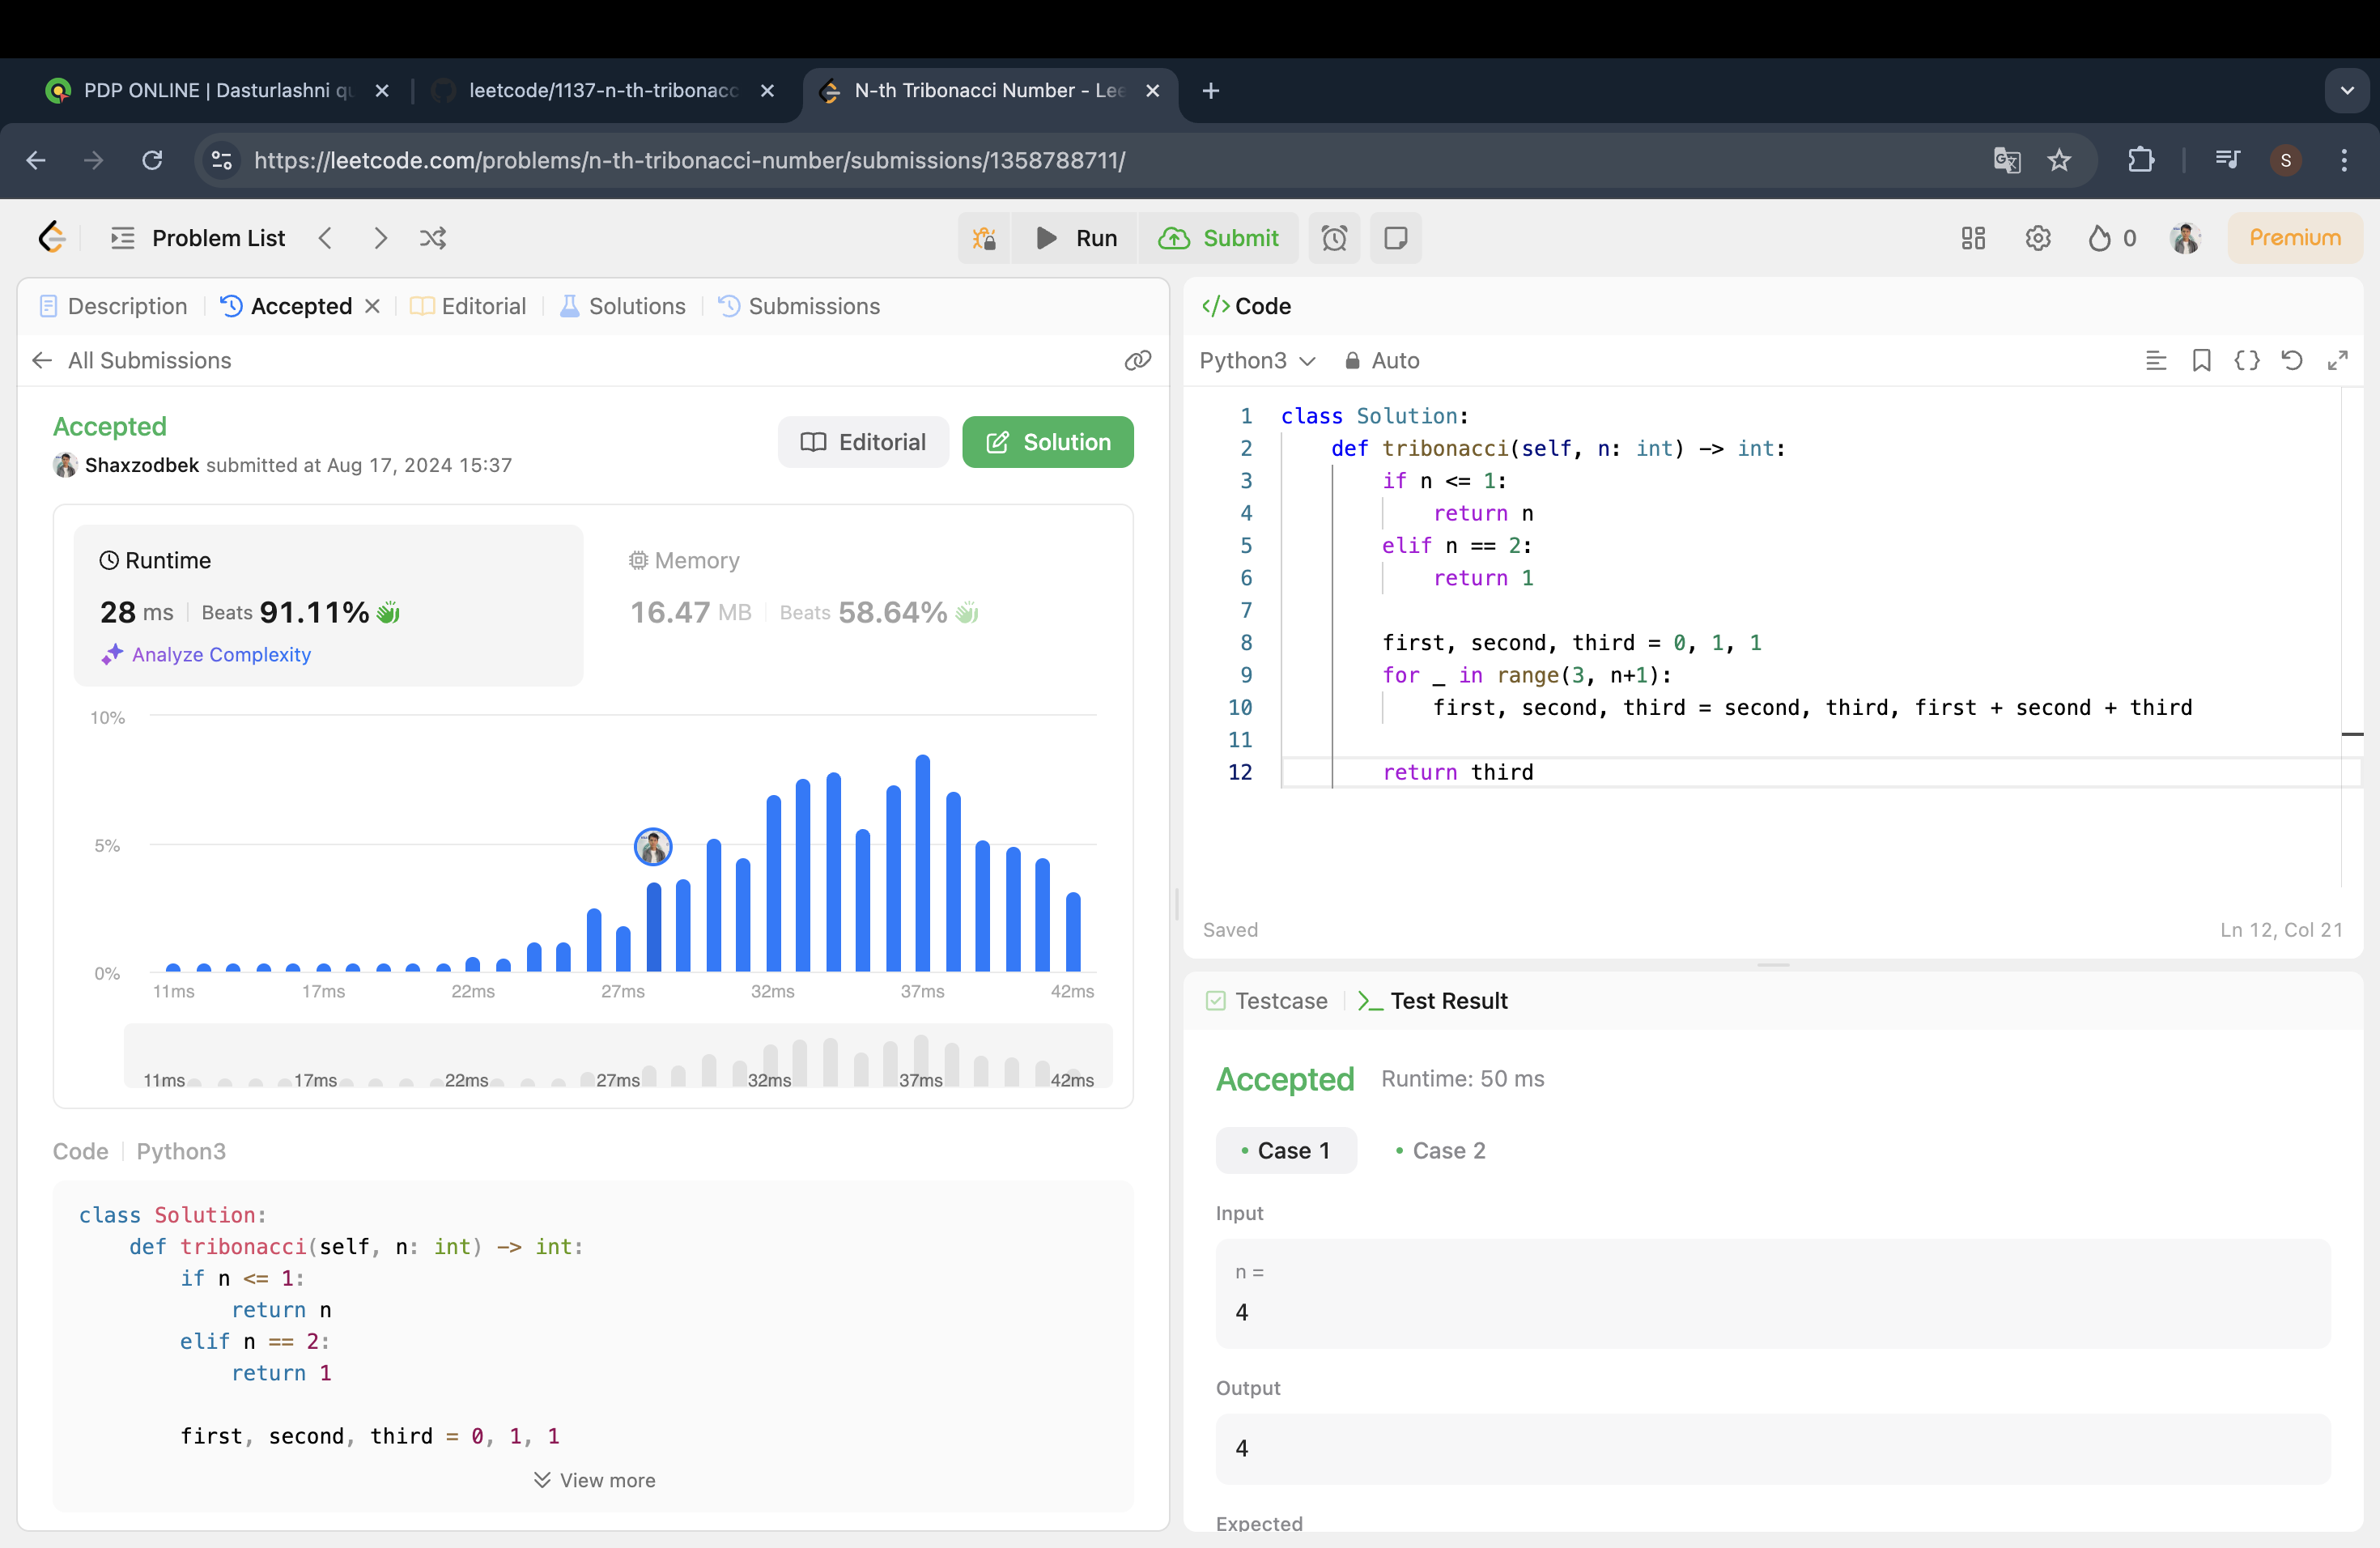 PDP ONLINE | Dasturlashni
leetcode/1137-n-th-tribonacc
N-th Tribonacci Number - Lee
https://leetcode.com/problems/n-th-tribonacci-number/submissions/1358788711/
S
Problem List
Run
Submit
0
Premium
Description
Accepted
Editorial
Solutions
Submissions
All Submissions
Accepted
Shaxzodbek submitted at Aug 17, 2024 15:37
Editorial
Solution
Runtime
28 ms | Beats 91.11%
Analyze Complexity
Memory
16.47 MB | Beats 58.64%
10%
5%
0%
11ms 17ms 22ms 27ms 32ms 37ms 42ms
11ms 17ms 22ms 27ms 32ms 37ms 42ms
Code | Python3
class Solution:
    def tribonacci(self, n: int) -> int:
        if n <= 1:
            return n
        elif n == 2:
            return 1
        first, second, third = 0, 1, 1
View more
Code
Python3
Auto
1 class Solution:
2     def tribonacci(self, n: int) -> int:
3         if n <= 1:
4             return n
5         elif n == 2:
6             return 1
7
8         first, second, third = 0, 1, 1
9         for _ in range(3, n+1):
10             first, second, third = second, third, first + second + third
11
12         return third
Saved
Ln 12, Col 21
Testcase
Test Result
Accepted
Runtime: 50 ms
Case 1
Case 2
Input
n =
4
Output
4
Expected